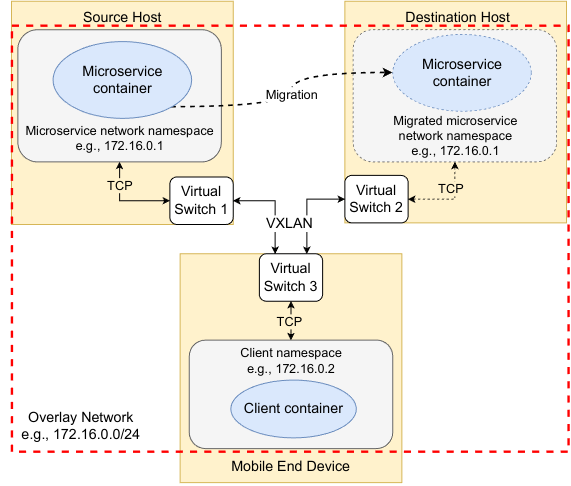 Source Host
Destination Host
Microservice
container
Microservice
container
Migration
Microservice network namespace
e.g., 172.16.0.1
Migrated microservice
network namespace
e.g., 172.16.0.1
TCP
TCP
Virtual
Switch 1
Virtual
Switch 2
VXLAN
Virtual
Switch 3
TCP
Client namespace
e.g., 172.16.0.2
Client container
Overlay Network
e.g., 172.16.0.0/24
Mobile End Device